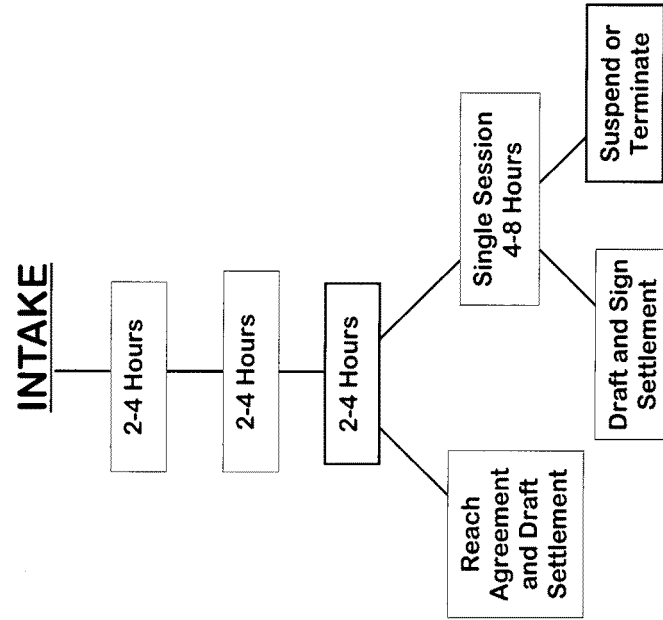 INTAKE
2-4 Hours
2-4 Hours
2-4 Hours
Reach
Agreement
and Draft
Settlement
Single Session
4-8 Hours
Draft and Sign
Settlement
Suspend or
Terminate